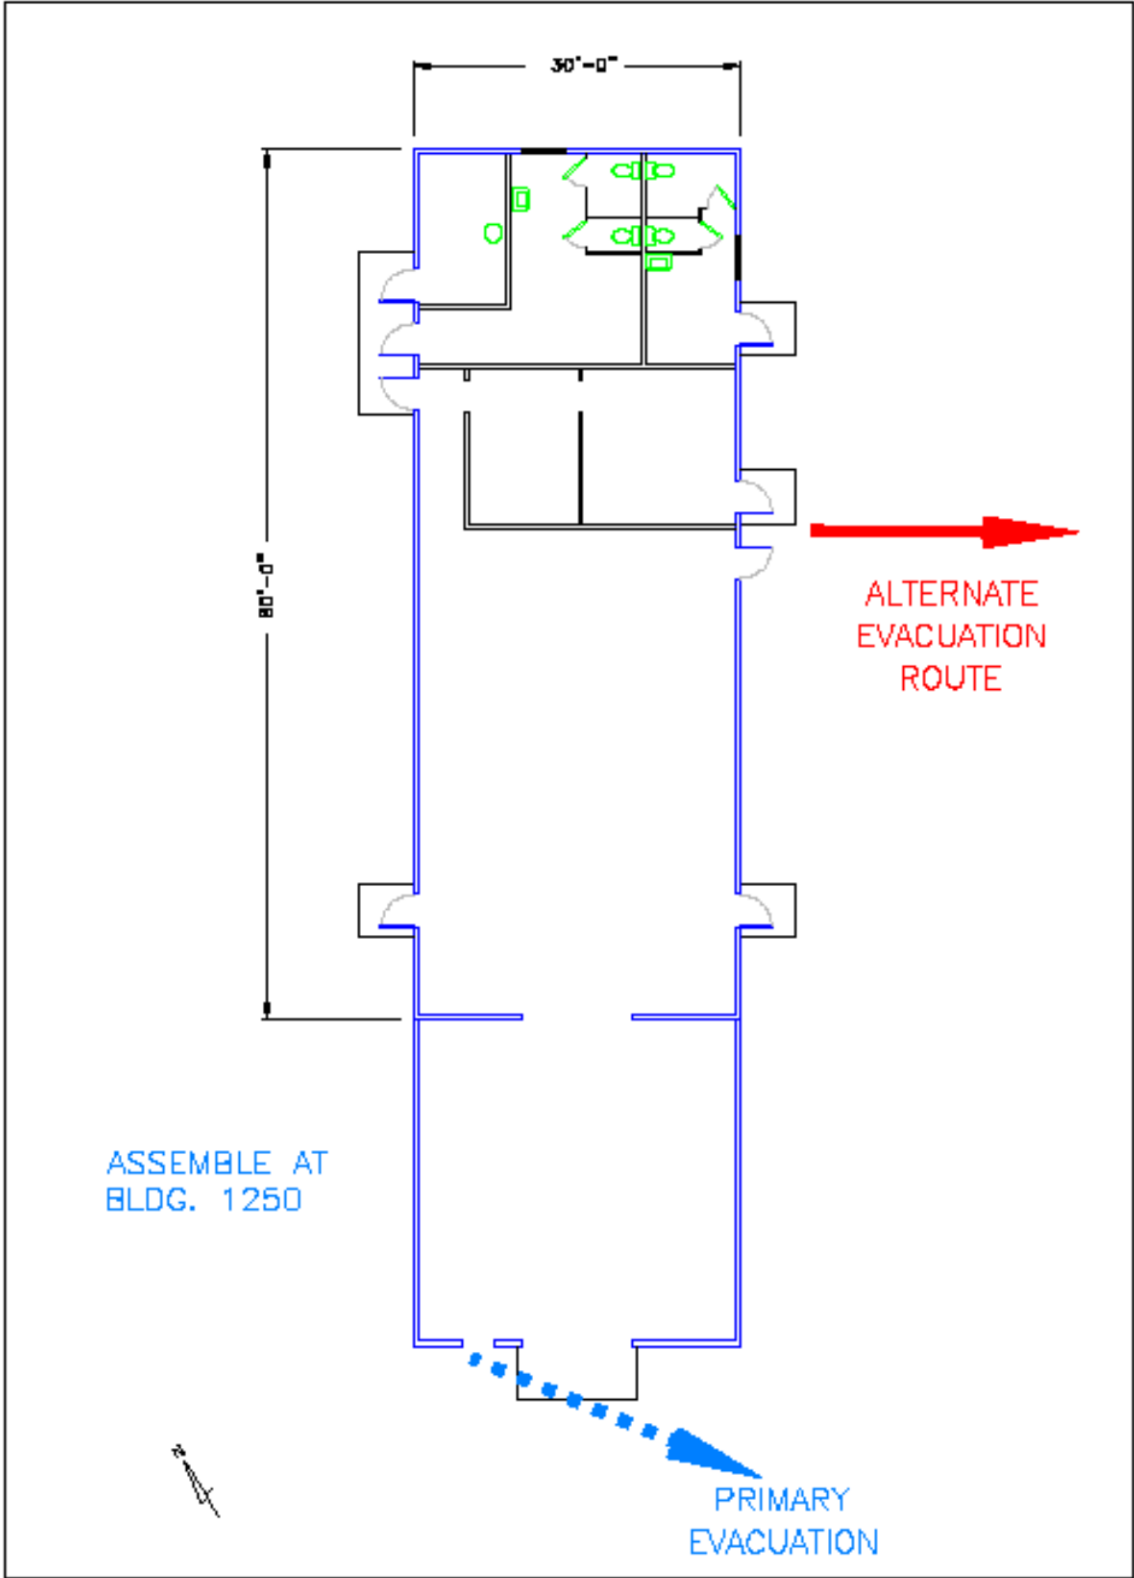 30'-0"
80'-0"
ALTERNATE
EVACUATION
ROUTE
ASSEMBLE AT
BLDG. 1250
N
PRIMARY
EVACUATION